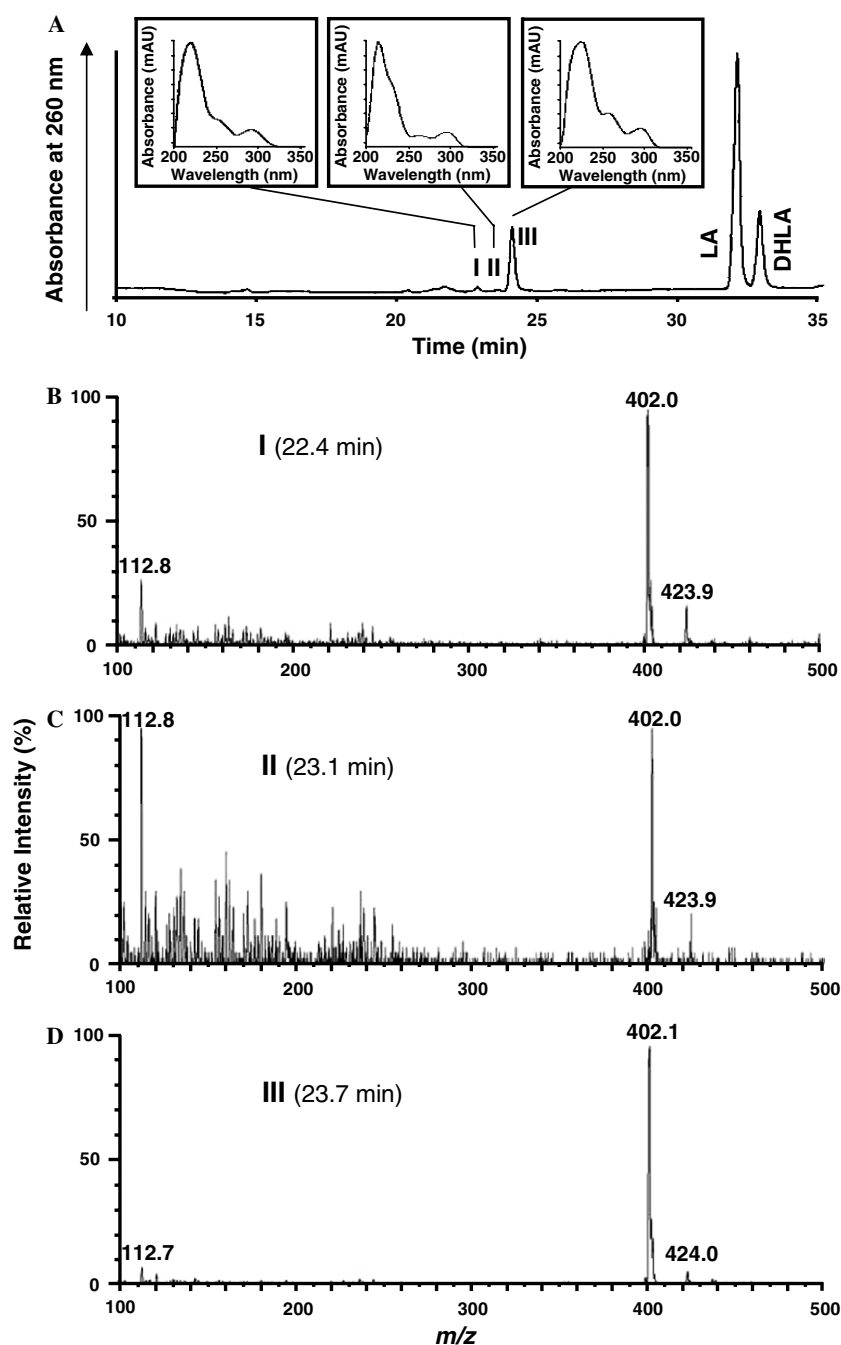 A
Absorbance at 260 nm
Absorbance (mAU)
200 250 300 350
Wavelength (nm)
Absorbance (mAU)
200 250 300 350
Wavelength (nm)
Absorbance (mAU)
200 250 300 350
Wavelength (nm)
I II III
LA
DHLA
10 15 20 25 30 35
Time (min)
Relative Intensity (%)
B
100
50
0
I (22.4 min)
112.8
402.0
423.9
100 200 300 400 500
C
100
50
0
II (23.1 min)
112.8
402.0
423.9
100 200 300 400 500
D
100
50
0
III (23.7 min)
112.7
402.1
424.0
100 200 300 400 500
m/z